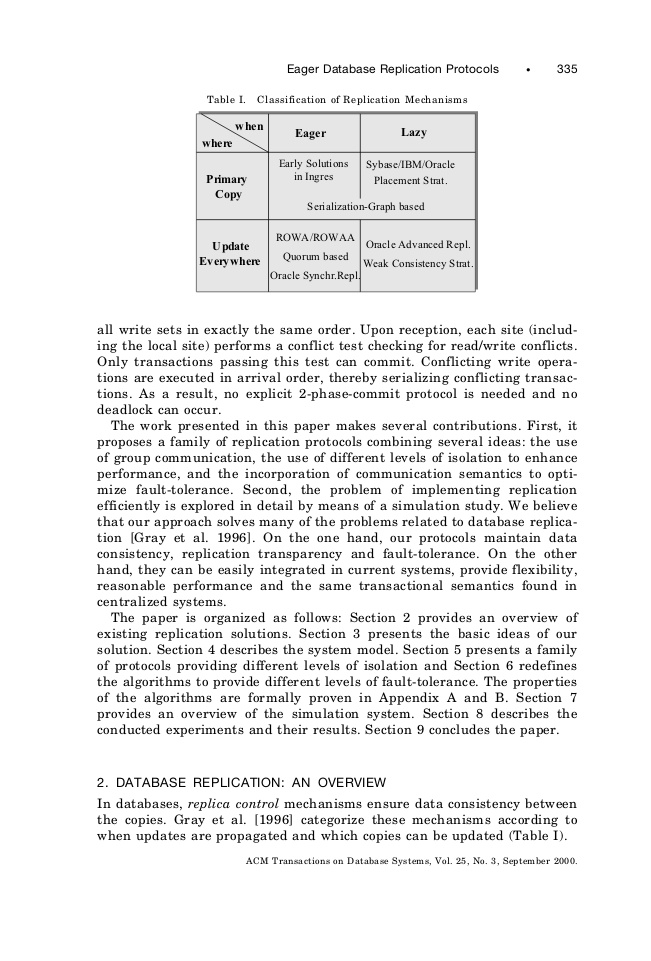 Eager Database Replication Protocols • 335
Table I. Classification of Replication Mechanisms
when
where
Eager
Lazy
Primary
Copy
Early Solutions
in Ingres
Sybase/IBM/Oracle
Placement Strat.
Serialization-Graph based
Update
Everywhere
ROWA/ROWAA
Quorum based
Oracle Synchr.Repl.
Oracle Advanced Repl.
Weak Consistency Strat.
all write sets in exactly the same order. Upon reception, each site (includ-
ing the local site) performs a conflict test checking for read/write conflicts.
Only transactions passing this test can commit. Conflicting write opera-
tions are executed in arrival order, thereby serializing conflicting transac-
tions. As a result, no explicit 2-phase-commit protocol is needed and no
deadlock can occur.
The work presented in this paper makes several contributions. First, it
proposes a family of replication protocols combining several ideas: the use
of group communication, the use of different levels of isolation to enhance
performance, and the incorporation of communication semantics to opti-
mize fault-tolerance. Second, the problem of implementing replication
efficiently is explored in detail by means of a simulation study. We believe
that our approach solves many of the problems related to database replica-
tion [Gray et al. 1996]. On the one hand, our protocols maintain data
consistency, replication transparency and fault-tolerance. On the other
hand, they can be easily integrated in current systems, provide flexibility,
reasonable performance and the same transactional semantics found in
centralized systems.
The paper is organized as follows: Section 2 provides an overview of
existing replication solutions. Section 3 presents the basic ideas of our
solution. Section 4 describes the system model. Section 5 presents a family
of protocols providing different levels of isolation and Section 6 redefines
the algorithms to provide different levels of fault-tolerance. The properties
of the algorithms are formally proven in Appendix A and B. Section 7
provides an overview of the simulation system. Section 8 describes the
conducted experiments and their results. Section 9 concludes the paper.
2. DATABASE REPLICATION: AN OVERVIEW
In databases, replica control mechanisms ensure data consistency between
the copies. Gray et al. [1996] categorize these mechanisms according to
when updates are propagated and which copies can be updated (Table I).
ACM Transactions on Database Systems, Vol. 25, No. 3, September 2000.